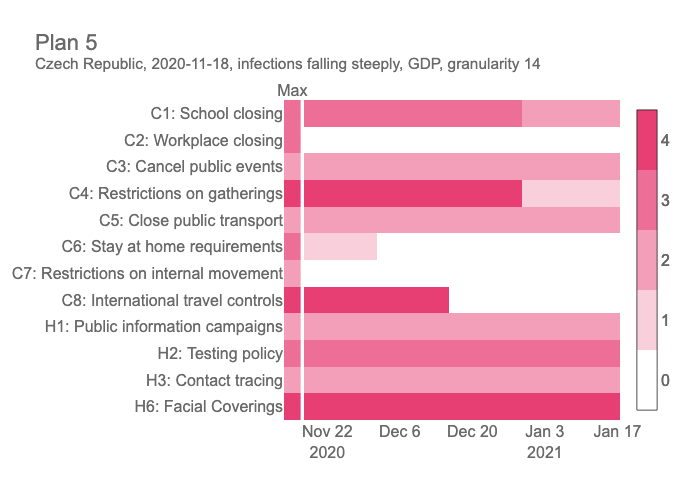 Plan 5
Czech Republic, 2020-11-18, infections falling steeply, GDP, granularity 14
Max
C1: School closing
C2: Workplace closing
C3: Cancel public events
C4: Restrictions on gatherings
C5: Close public transport
C6: Stay at home requirements
C7: Restrictions on internal movement
C8: International travel controls
H1: Public information campaigns
H2: Testing policy
H3: Contact tracing
H6: Facial Coverings
4
3
2
1
0
Nov 22 Dec 6 Dec 20 Jan 3 Jan 17
2020 2021